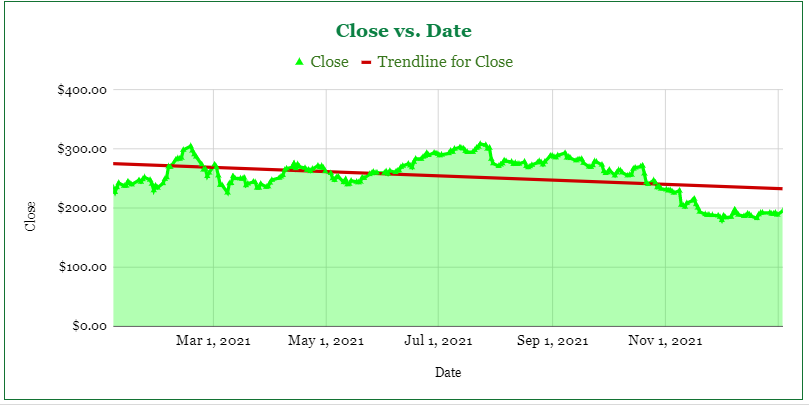 Close vs. Date
Close Trendline for Close
$400.00
$300.00
$200.00
$100.00
$0.00
Close
Mar 1, 2021 May 1, 2021 Jul 1, 2021 Sep 1, 2021 Nov 1, 2021
Date